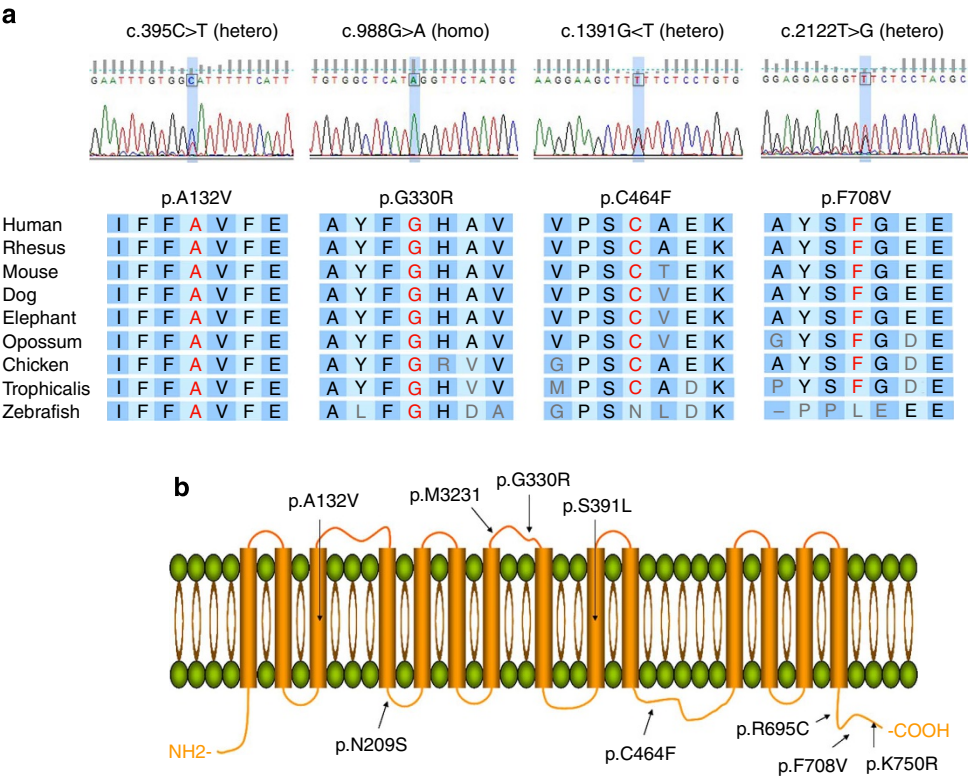 a
c.395C>T (hetero) c.988G>A (homo) c.1391G<T (hetero) c.2122T>G (hetero)
GAATTTGTGGCATTTTTCATT TGTGGCTCATAGGTTCTATGC AAGGAAGCTTTTTCTCCTGTG GGAGGAGGGTTTCTCCTACGC
p.A132V p.G330R p.C464F p.F708V
Human I F F A V F E A Y F G H A V V P S C A E K A Y S F G E E
Rhesus I F F A V F E A Y F G H A V V P S C A E K A Y S F G E E
Mouse I F F A V F E A Y F G H A V V P S C T E K A Y S F G E E
Dog I F F A V F E A Y F G H A V V P S C V E K A Y S F G E E
Elephant I F F A V F E A Y F G H A V V P S C V E K A Y S F G E E
Opossum I F F A V F E A Y F G H A V V P S C V E K G Y S F G D E
Chicken I F F A V F E A Y F G R V V G P S C A E K A Y S F G D E
Trophicalis I F F A V F E A Y F G H V V M P S C A D K P Y S F G D E
Zebrafish I F F A V F E A L F G H D A G P S N L D K – P P L E E E
b
p.A132V p.M3231 p.G330R p.S391L
NH2- p.N209S p.C464F p.R695C p.F708V p.K750R -COOH